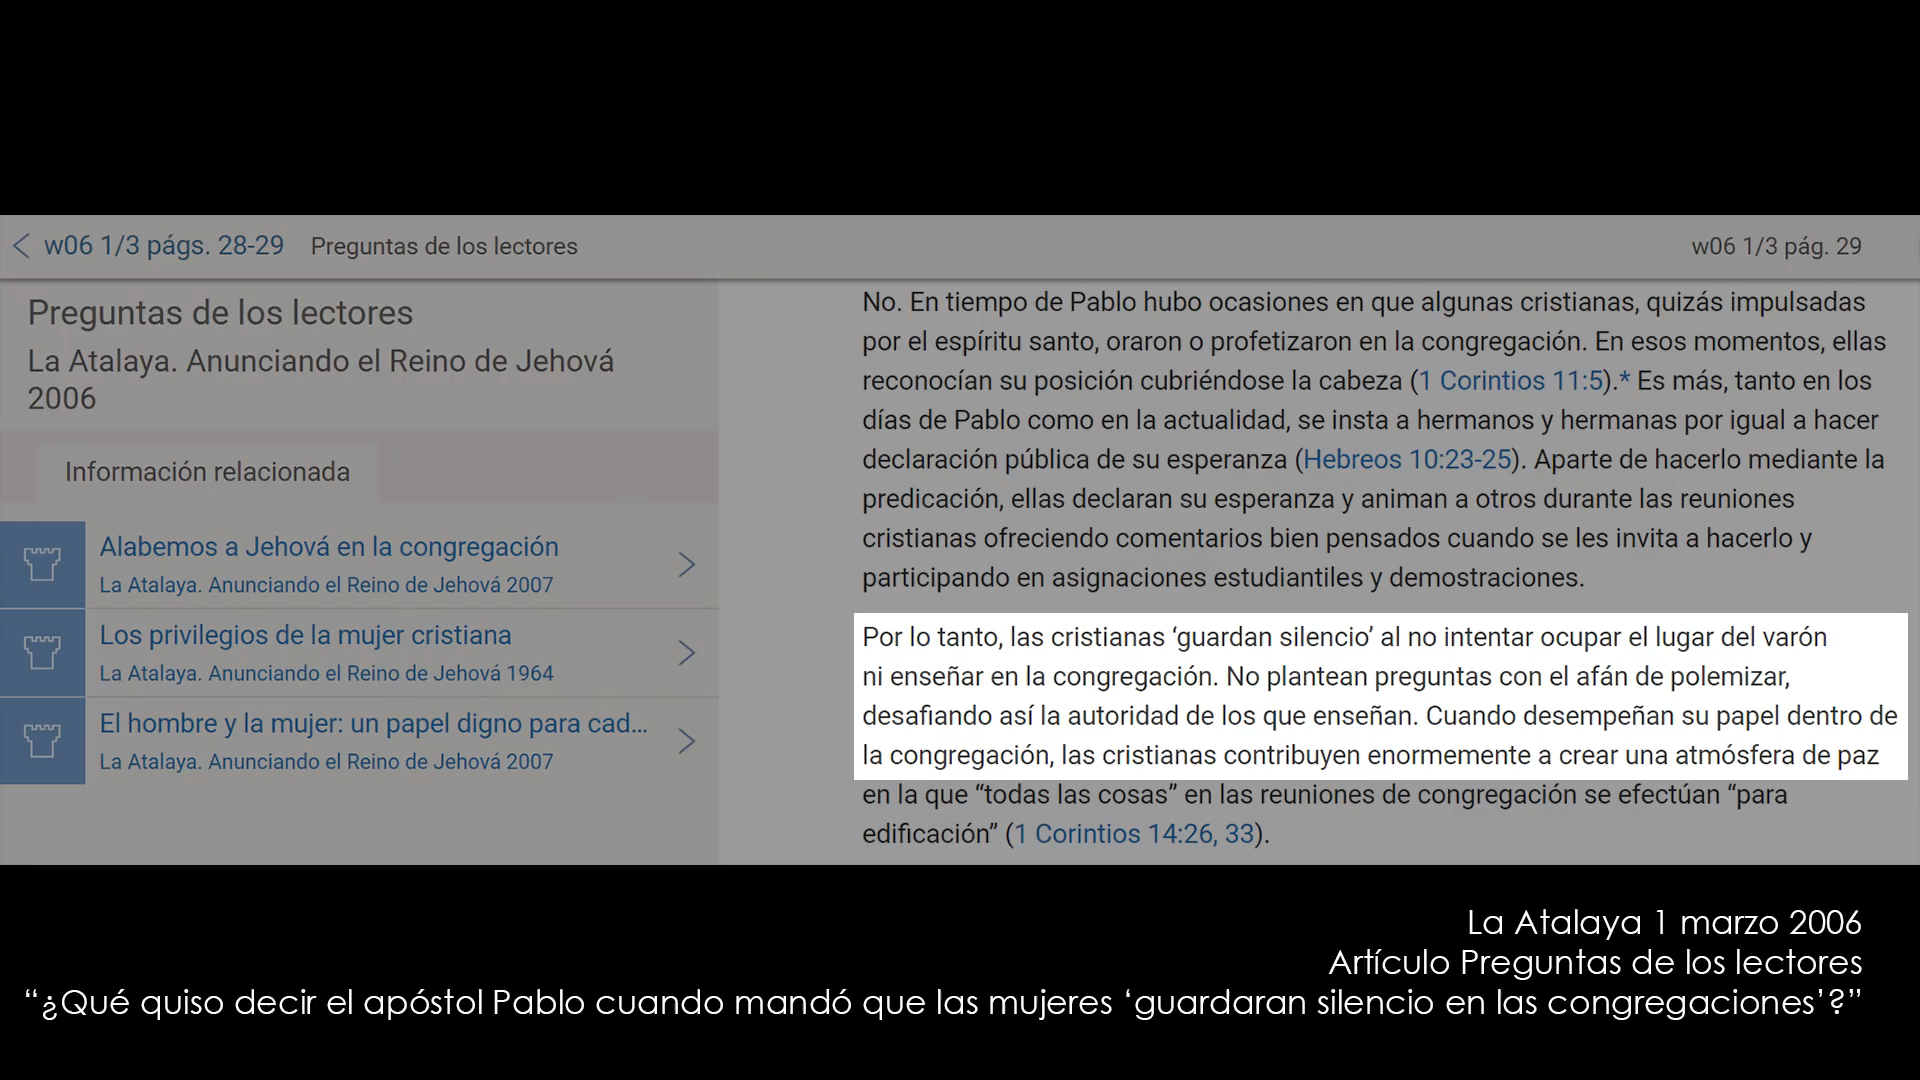 w06 1/3 págs. 28-29 Preguntas de los lectores w06 1/3 pág. 29
Preguntas de los lectores
La Atalaya. Anunciando el Reino de Jehová
2006
Información relacionada
Alabemos a Jehová en la congregación
La Atalaya. Anunciando el Reino de Jehová 2007
Los privilegios de la mujer cristiana
La Atalaya. Anunciando el Reino de Jehová 1964
El hombre y la mujer: un papel digno para cad...
La Atalaya. Anunciando el Reino de Jehová 2007
No. En tiempo de Pablo hubo ocasiones en que algunas cristianas, quizás impulsadas
por el espíritu santo, oraron o profetizaron en la congregación. En esos momentos, ellas
reconocían su posición cubriéndose la cabeza (1 Corintios 11:5).* Es más, tanto en los
días de Pablo como en la actualidad, se insta a hermanos y hermanas por igual a hacer
declaración pública de su esperanza (Hebreos 10:23-25). Aparte de hacerlo mediante la
predicación, ellas declaran su esperanza y animan a otros durante las reuniones
cristianas ofreciendo comentarios bien pensados cuando se les invita a hacerlo y
participando en asignaciones estudiantiles y demostraciones.
Por lo tanto, las cristianas ‘guardan silencio’ al no intentar ocupar el lugar del varón
ni enseñar en la congregación. No plantean preguntas con el afán de polemizar,
desafiando así la autoridad de los que enseñan. Cuando desempeñan su papel dentro de
la congregación, las cristianas contribuyen enormemente a crear una atmósfera de paz
en la que “todas las cosas” en las reuniones de congregación se efectúan “para
edificación” (1 Corintios 14:26, 33).
La Atalaya 1 marzo 2006
Artículo Preguntas de los lectores
“¿Qué quiso decir el apóstol Pablo cuando mandó que las mujeres ‘guardaran silencio en las congregaciones’?”